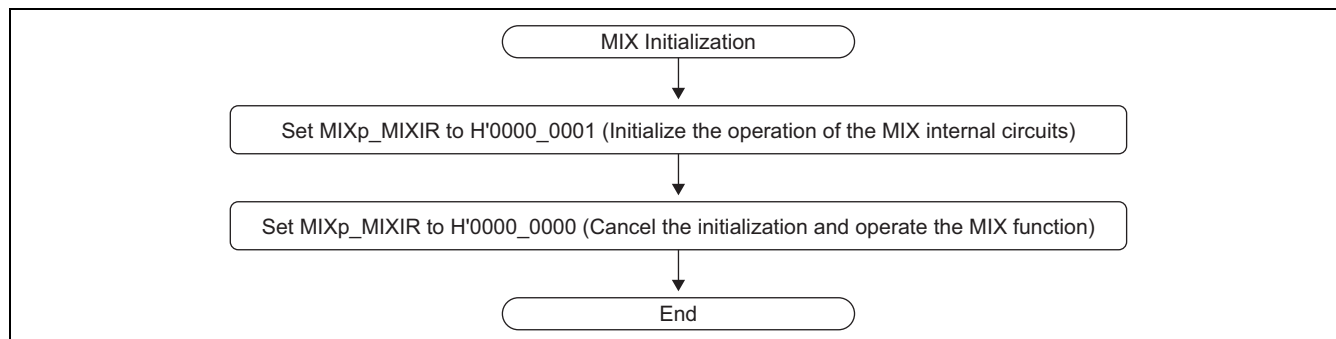 MIX Initialization
Set MIXp_MIXIR to H'0000_0001 (Initialize the operation of the MIX internal circuits)
Set MIXp_MIXIR to H'0000_0000 (Cancel the initialization and operate the MIX function)
End